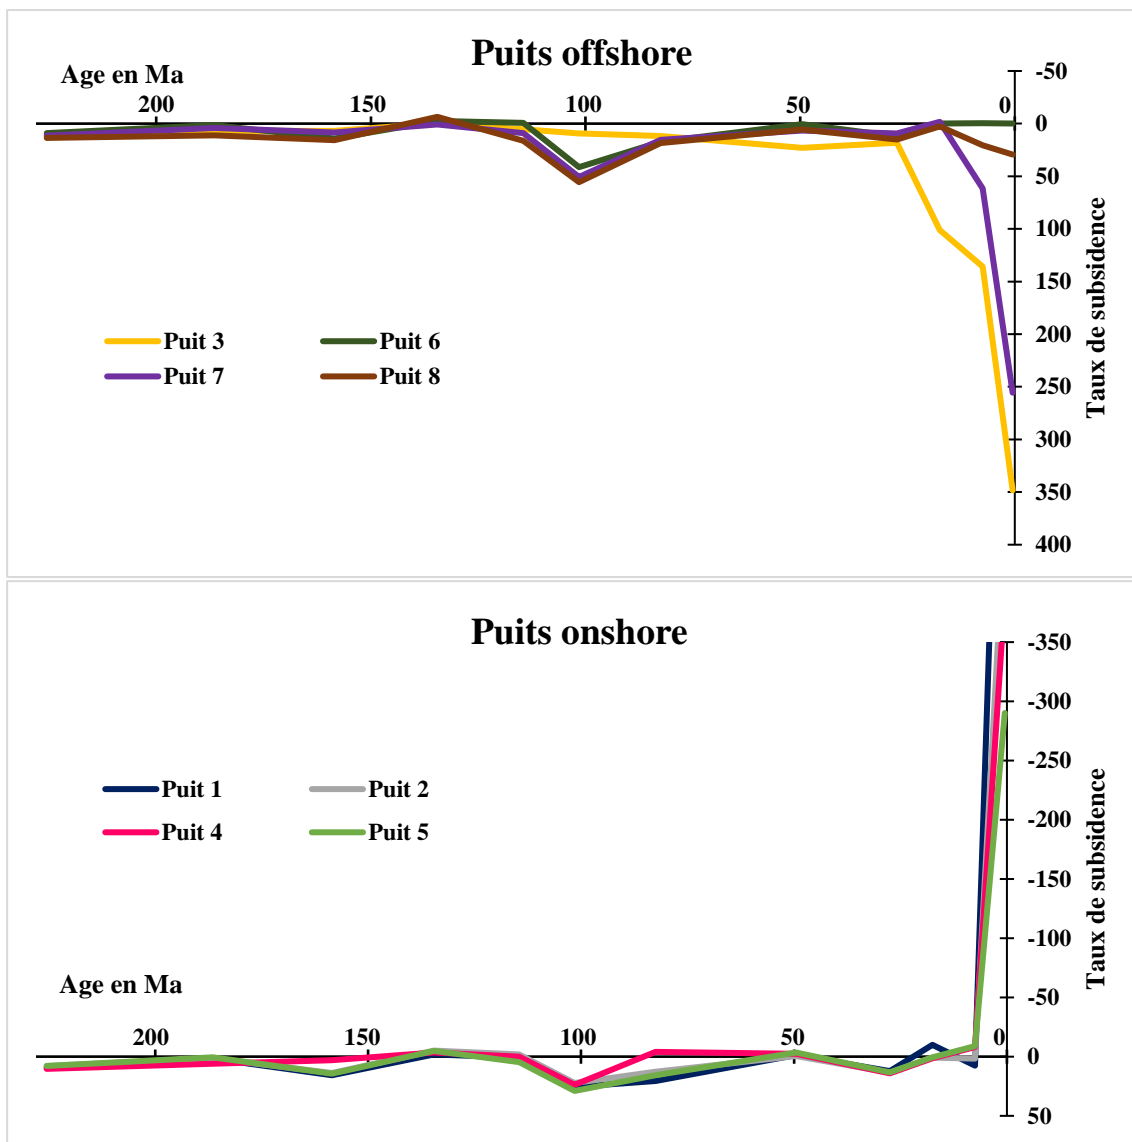 Puits offshore
Age en Ma
200 150 100 50 0
-50
0
50
100
150
200
250
300
350
400
Taux de subsidence
Puit 3 Puit 6
Puit 7 Puit 8
Puits onshore
-350
-300
-250
-200
-150
-100
-50
0
50
Taux de subsidence
Puit 1 Puit 2
Puit 4 Puit 5
Age en Ma
200 150 100 50 0